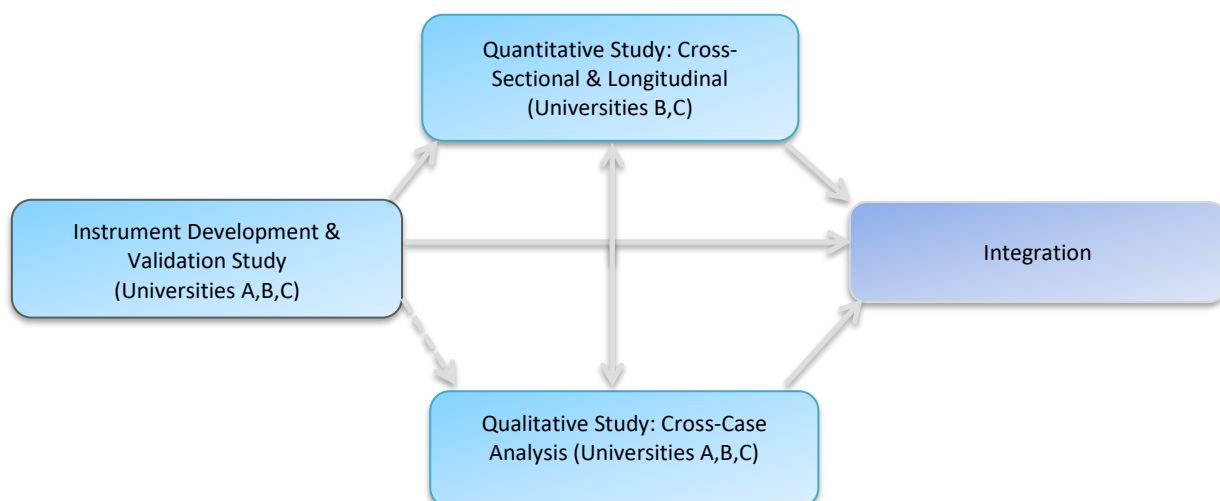 Quantitative Study: Cross-
Sectional & Longitudinal
(Universities B,C)
Instrument Development &
Validation Study
(Universities A,B,C)
Integration
Qualitative Study: Cross-Case
Analysis (Universities A,B,C)